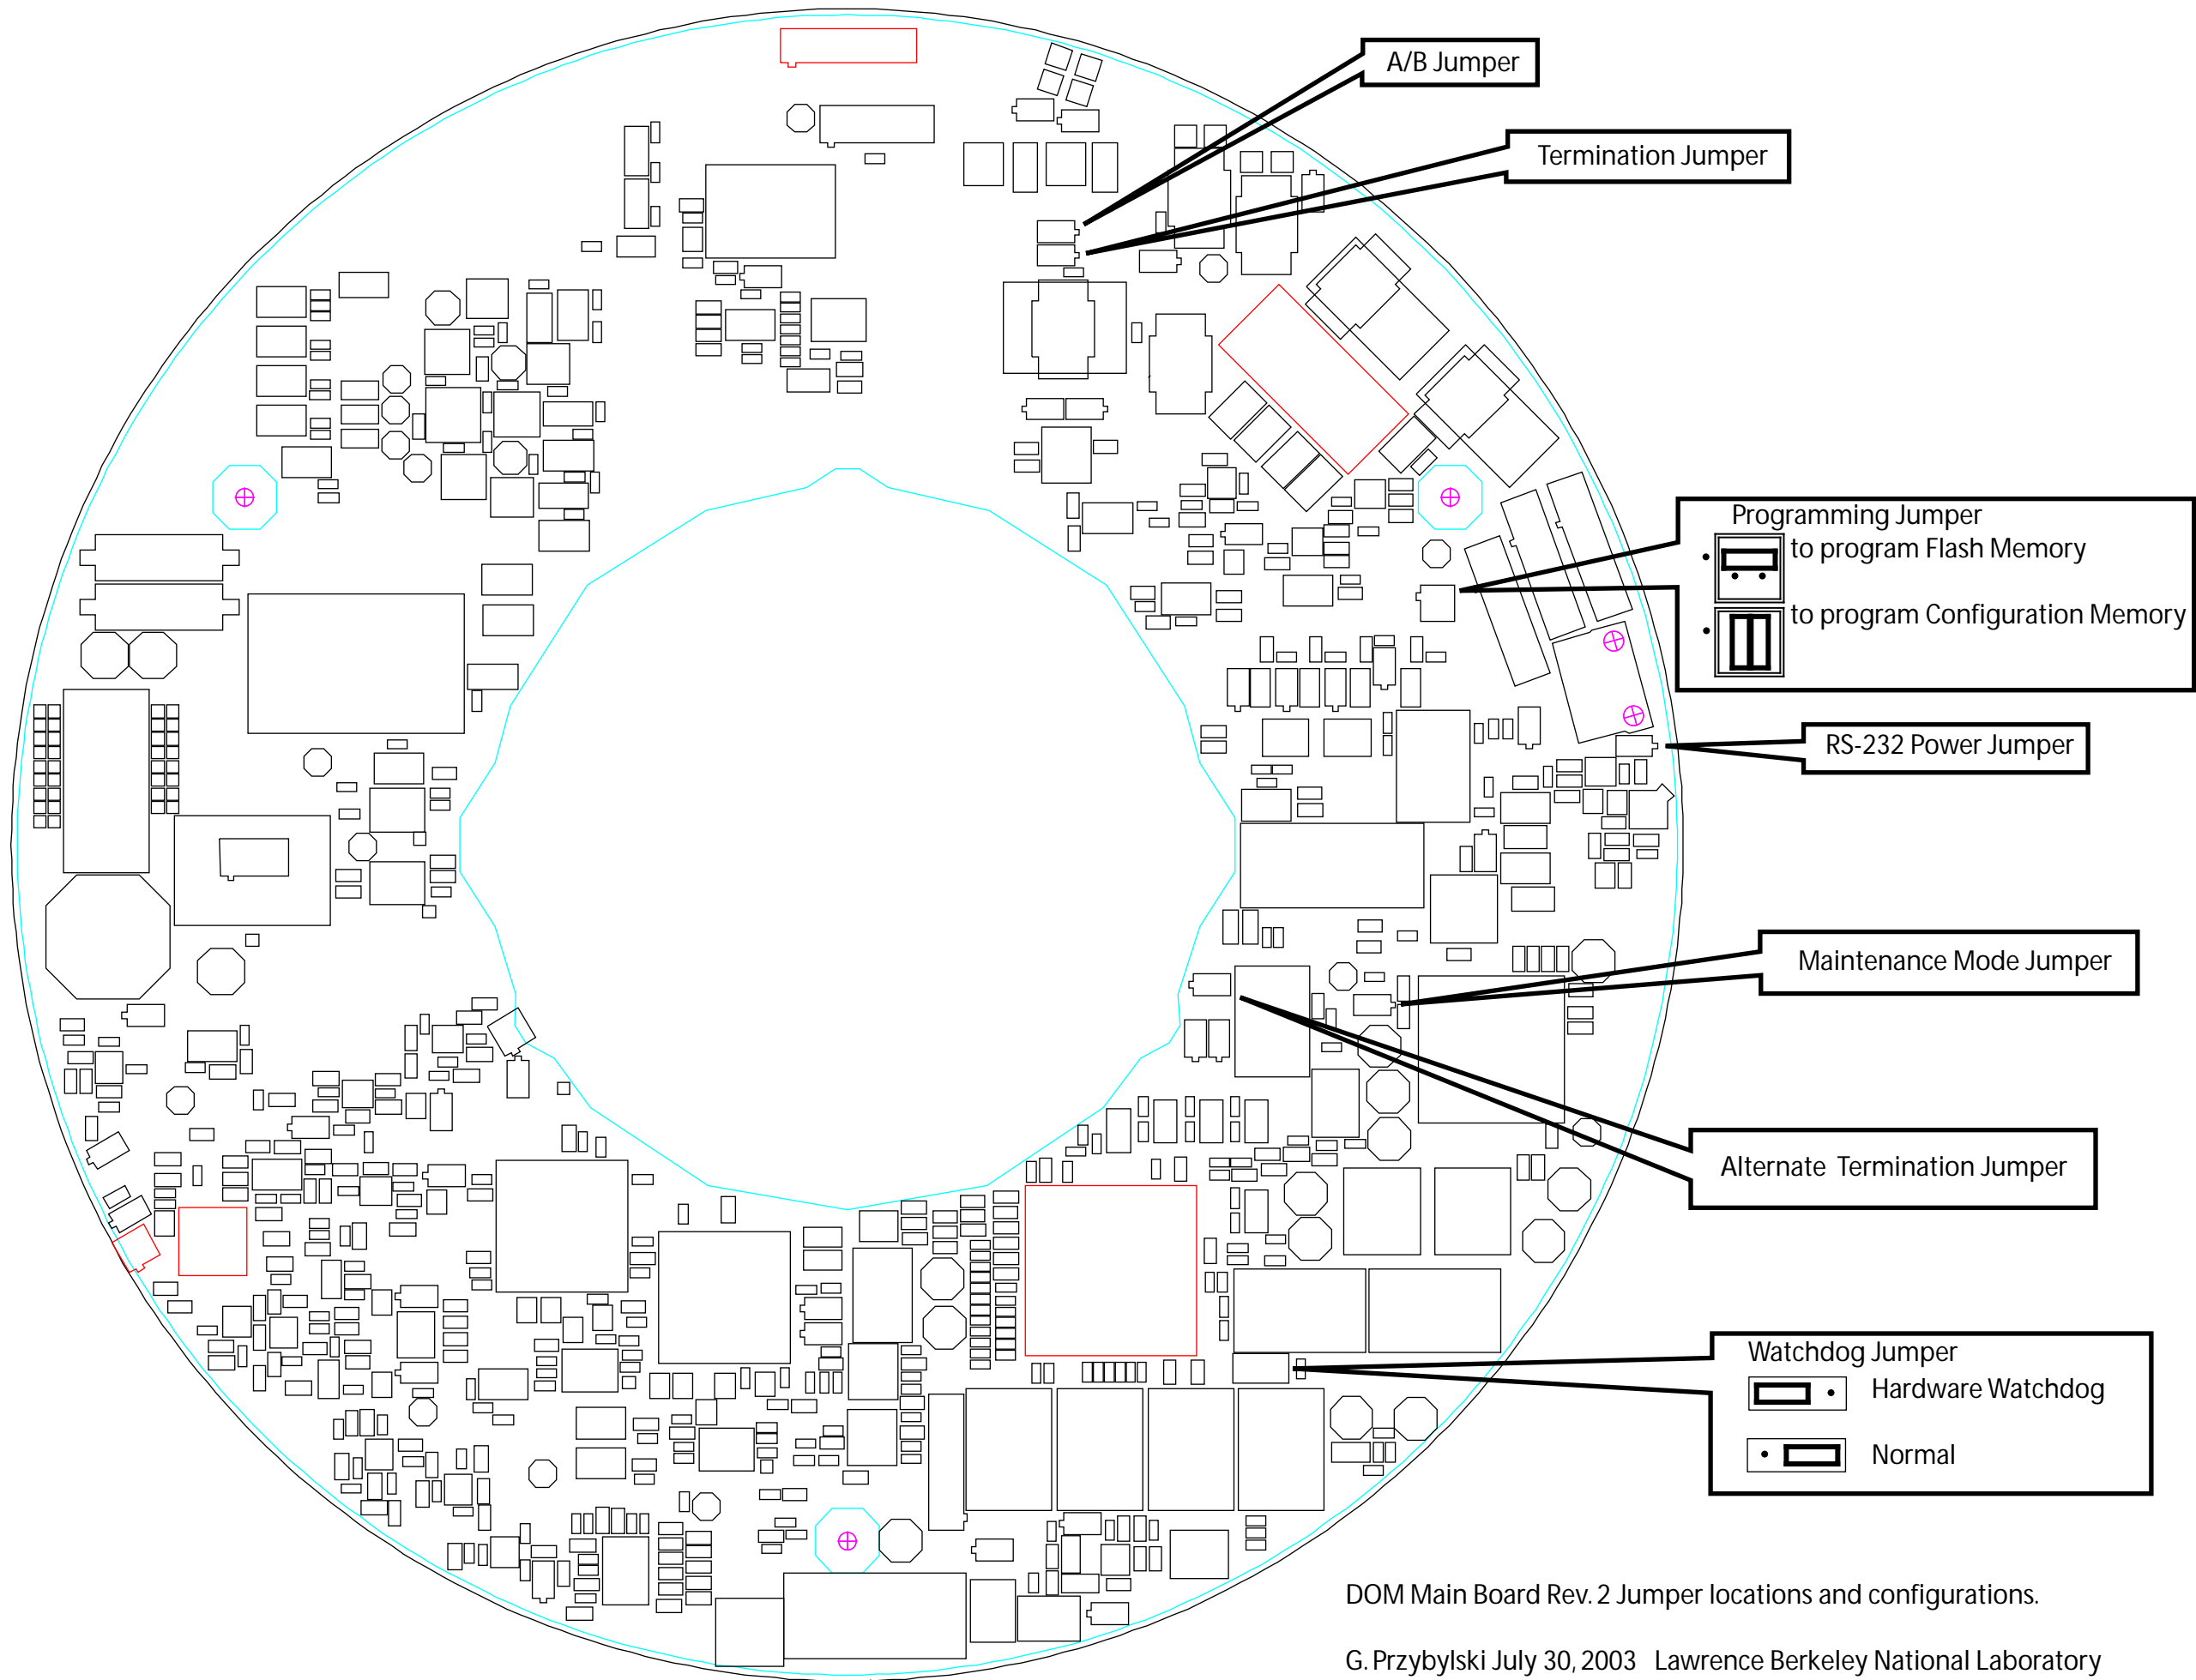 A/B Jumper
Termination Jumper
Programming Jumper
to program Flash Memory
to program Configuration Memory
RS-232 Power Jumper
Maintenance Mode Jumper
Alternate Termination Jumper
Watchdog Jumper
Hardware Watchdog
Normal
DOM Main Board Rev. 2 Jumper locations and configurations.
G. Przybylski July 30, 2003 Lawrence Berkeley National Laboratory